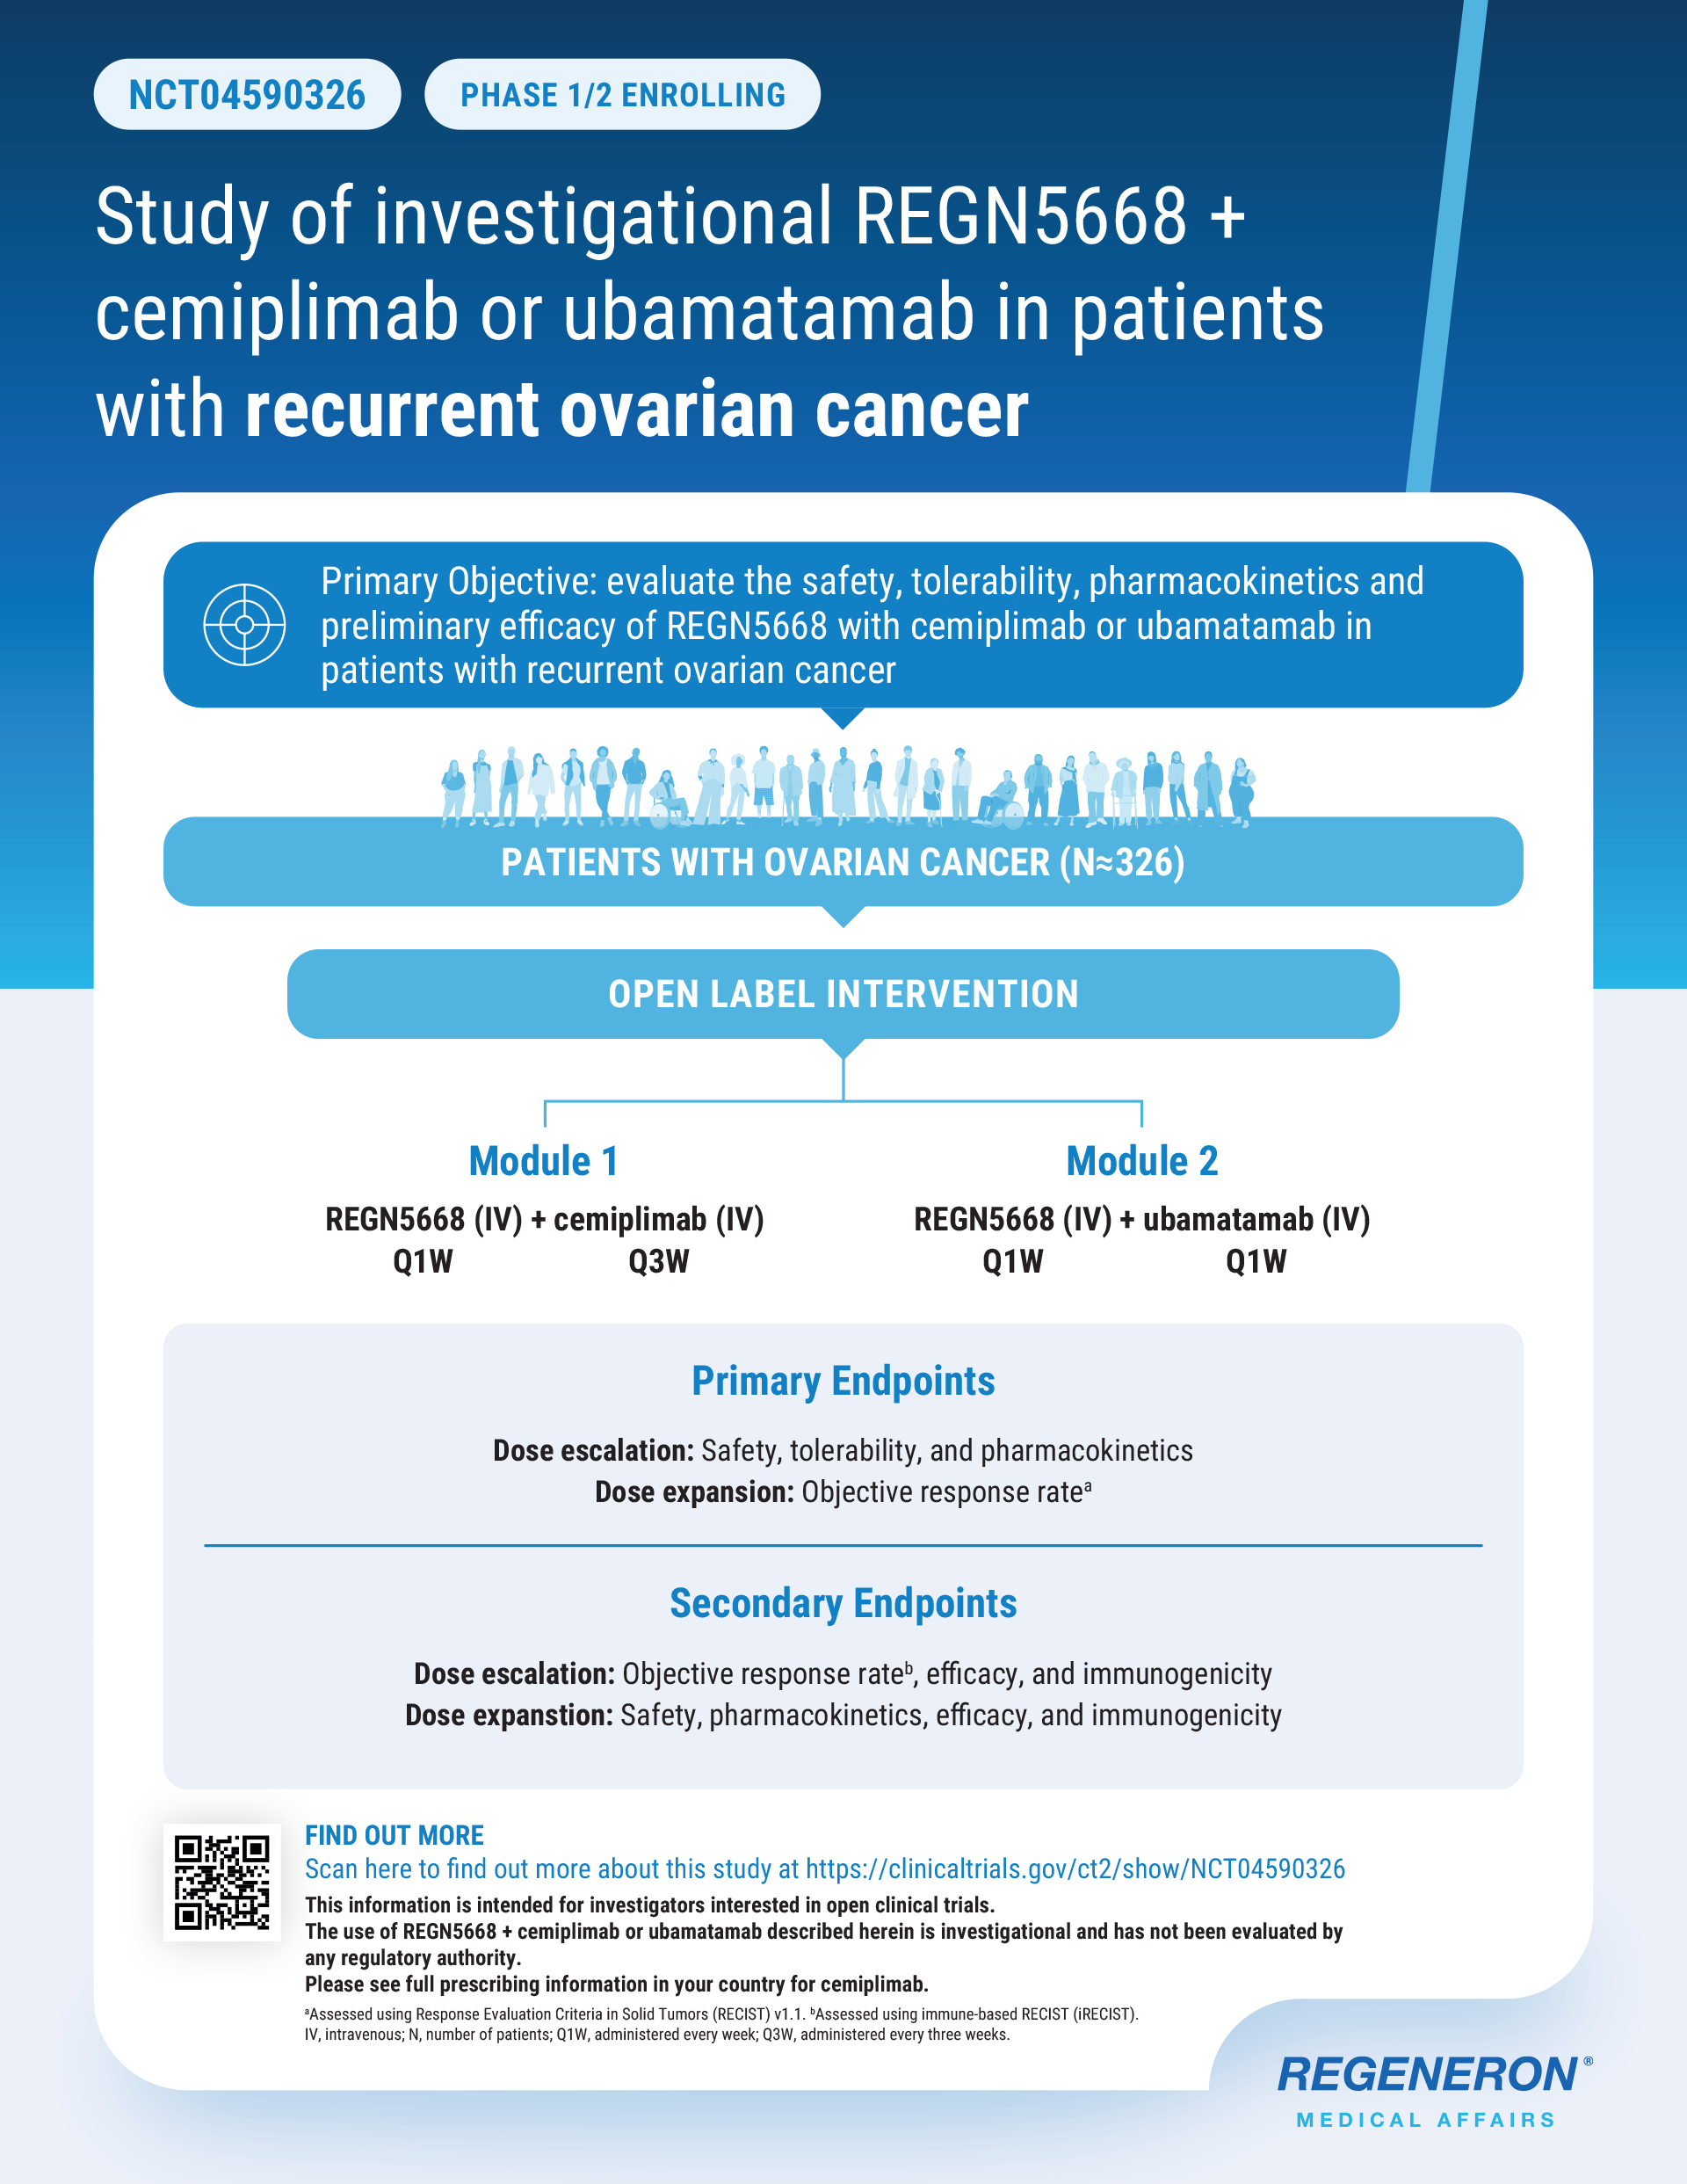 NCT04590326
PHASE 1/2 ENROLLING
Study of investigational REGN5668 +
cemiplimab or ubamatamab in patients
with recurrent ovarian cancer
Primary Objective: evaluate the safety, tolerability, pharmacokinetics and
preliminary efficacy of REGN5668 with cemiplimab or ubamatamab in
patients with recurrent ovarian cancer
PATIENTS WITH OVARIAN CANCER (N≈326)
OPEN LABEL INTERVENTION
Module 1
REGN5668 (IV) + cemiplimab (IV)
Q1W Q3W
Module 2
REGN5668 (IV) + ubamatamab (IV)
Q1W Q1W
Primary Endpoints
Dose escalation: Safety, tolerability, and pharmacokinetics
Dose expansion: Objective response rateᵃ
Secondary Endpoints
Dose escalation: Objective response rateᵇ, efficacy, and immunogenicity
Dose expanstion: Safety, pharmacokinetics, efficacy, and immunogenicity
FIND OUT MORE
Scan here to find out more about this study at https://clinicaltrials.gov/ct2/show/NCT04590326
This information is intended for investigators interested in open clinical trials.
The use of REGN5668 + cemiplimab or ubamatamab described herein is investigational and has not been evaluated by
any regulatory authority.
Please see full prescribing information in your country for cemiplimab.
ᵃAssessed using Response Evaluation Criteria in Solid Tumors (RECIST) v1.1. ᵇAssessed using immune-based RECIST (iRECIST).
IV, intravenous; N, number of patients; Q1W, administered every week; Q3W, administered every three weeks.
REGENERON®
MEDICAL AFFAIRS